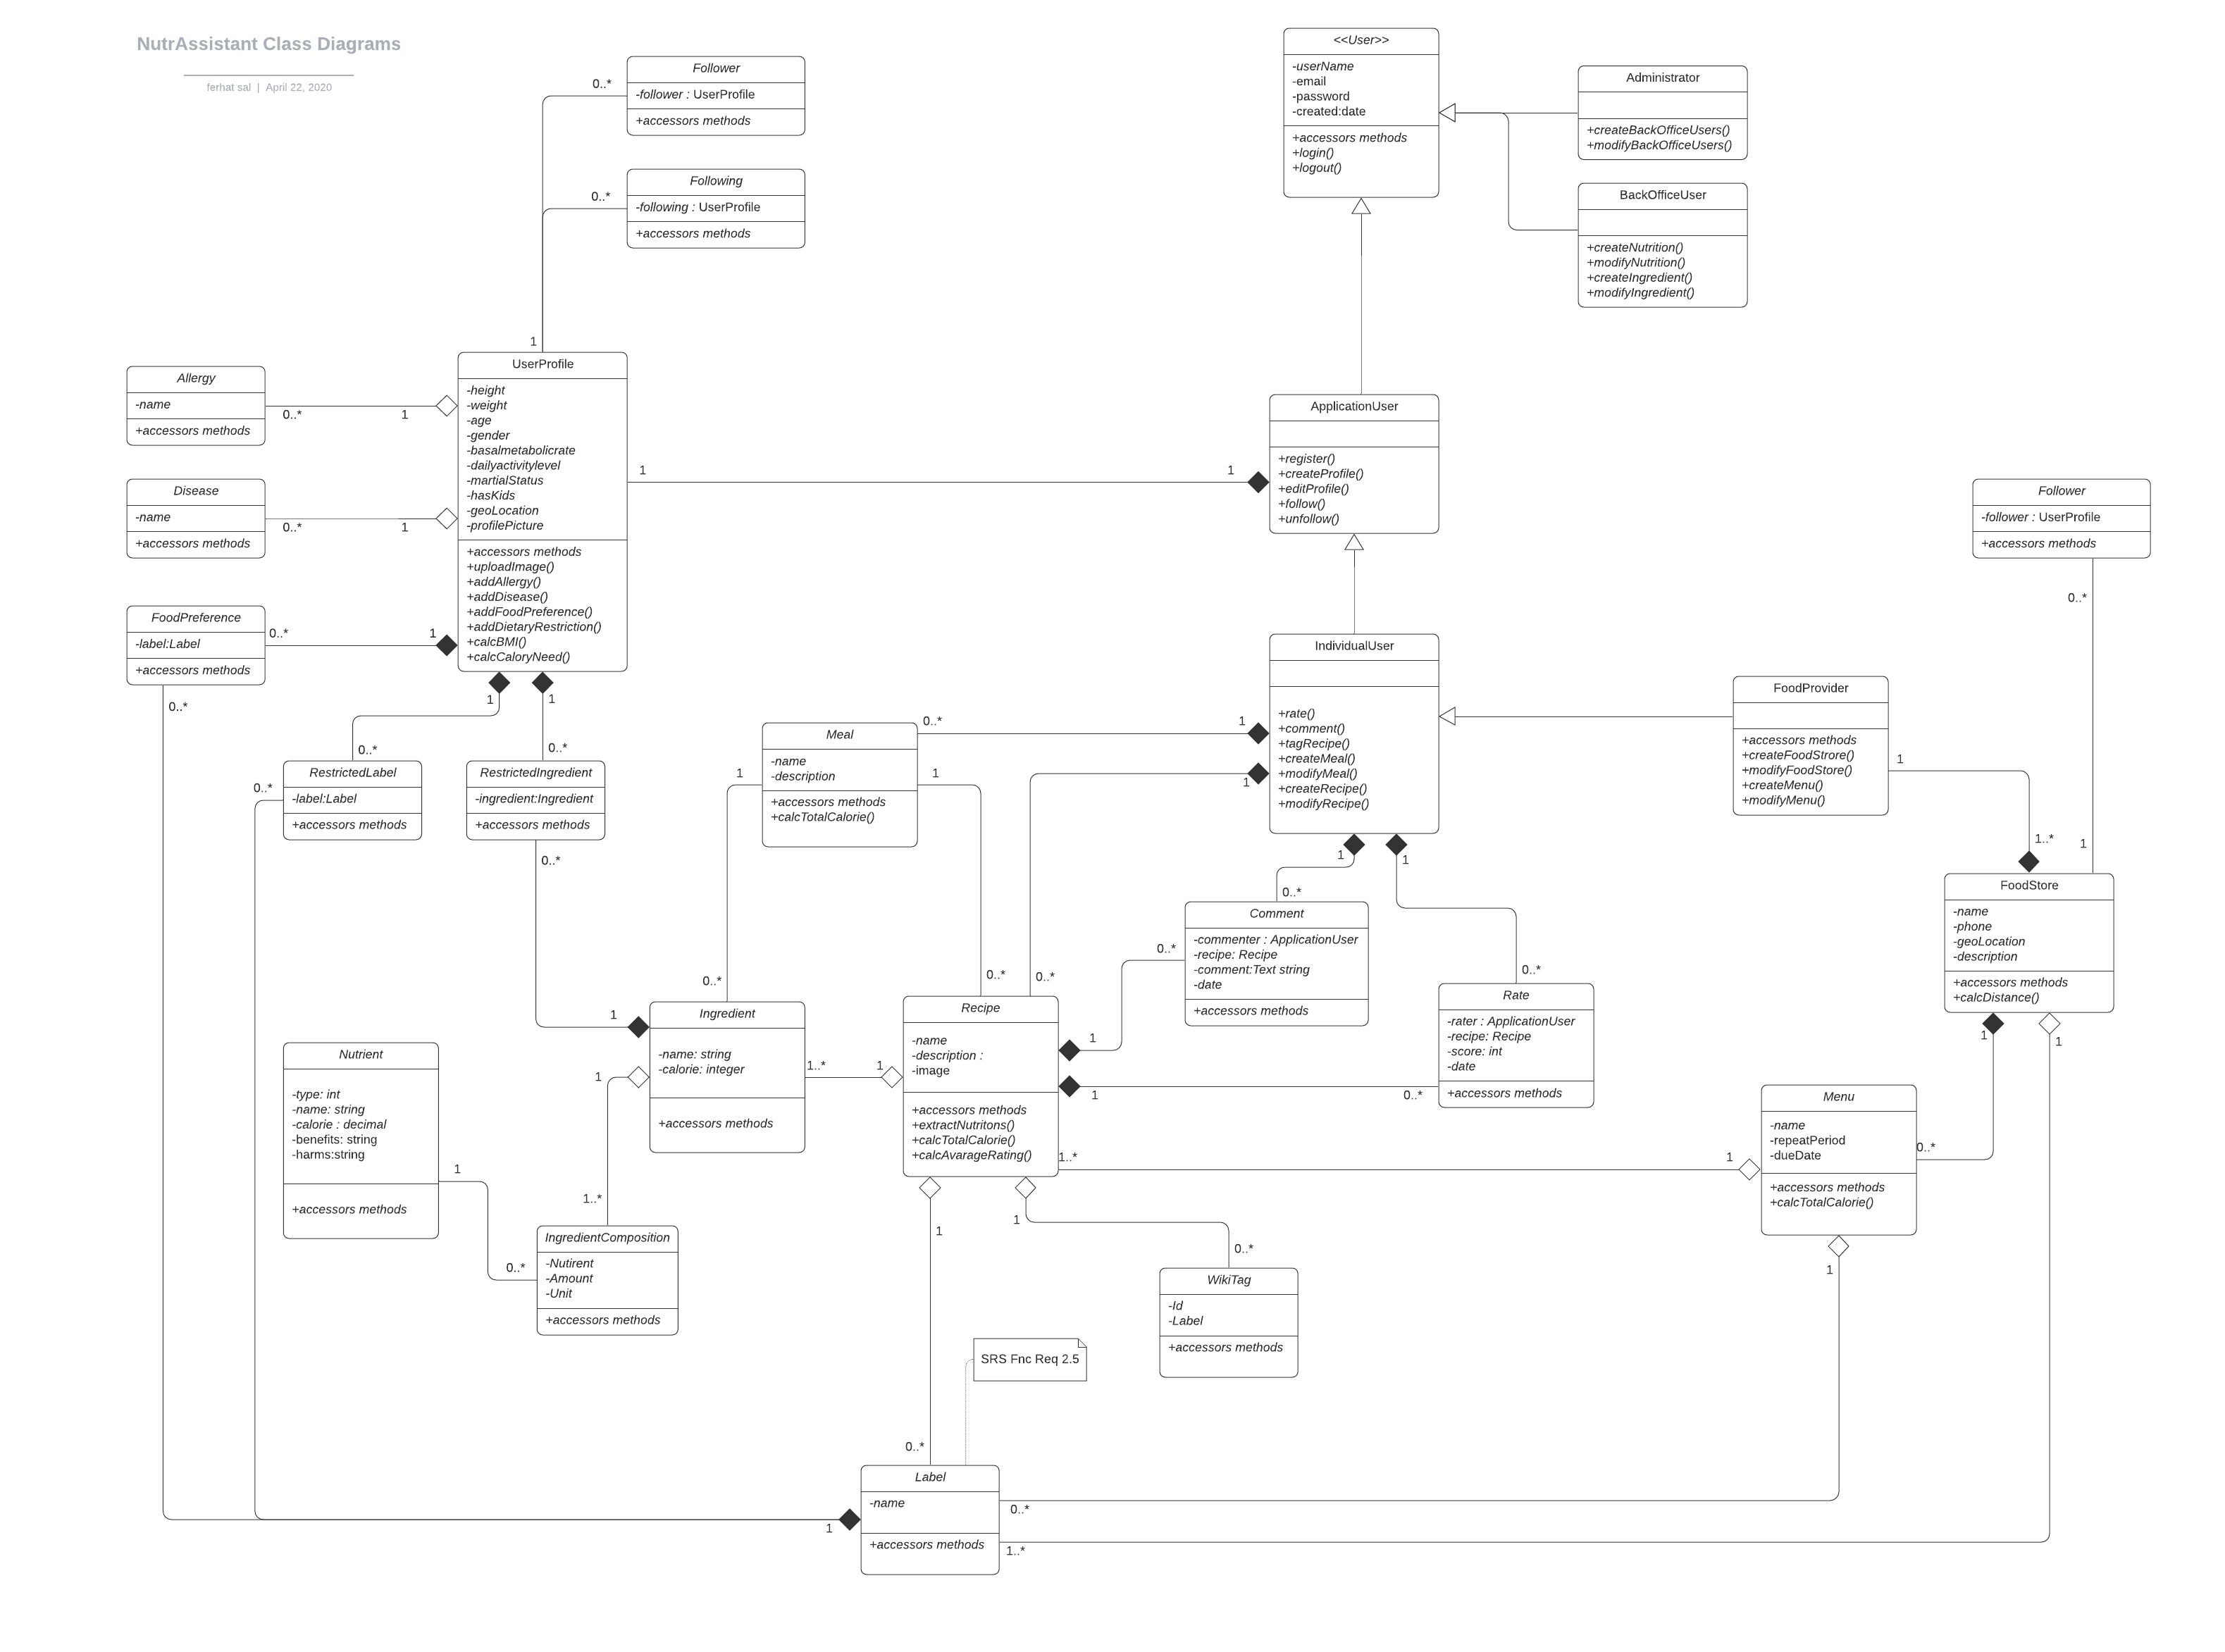 NutrAssistant Class Diagrams
ferhat sal | April 22, 2020
Follower
-follower : UserProfile
+accessors methods
0..*
Following
-following : UserProfile
+accessors methods
0..*
1
<<User>>
-userName
-email
-password
-created:date
+accessors methods
+login()
+logout()
Administrator
+createBackOfficeUsers()
+modifyBackOfficeUsers()
BackOfficeUser
+createNutrition()
+modifyNutrition()
+createIngredient()
+modifyIngredient()
Allergy
-name
+accessors methods
0..*
1
Disease
-name
+accessors methods
0..*
1
FoodPreference
-label:Label
+accessors methods
0..*
1
0..*
UserProfile
-height
-weight
-age
-gender
-basalmetabolicrate
-dailyactivitylevel
-martialStatus
-hasKids
-geoLocation
-profilePicture
+accessors methods
+uploadImage()
+addAllergy()
+addDisease()
+addFoodPreference()
+addDietaryRestriction()
+calcBMI()
+calcCaloryNeed()
1
1
ApplicationUser
+register()
+createProfile()
+editProfile()
+follow()
+unfollow()
Follower
-follower : UserProfile
+accessors methods
0..*
1
1
1
0..*
0..*
RestrictedLabel
-label:Label
+accessors methods
0..*
RestrictedIngredient
-ingredient:Ingredient
+accessors methods
0..*
Meal
-name
-description
+accessors methods
+calcTotalCalorie()
0..*
1
1
1
1
IndividualUser
+rate()
+comment()
+tagRecipe()
+createMeal()
+modifyMeal()
+createRecipe()
+modifyRecipe()
1
1
FoodProvider
+accessors methods
+createFoodStrore()
+modifyFoodStore()
+createMenu()
+modifyMenu()
1
1..*
FoodStore
-name
-phone
-geoLocation
-description
+accessors methods
+calcDistance()
1
1
0..*
Comment
-commenter : ApplicationUser
-recipe: Recipe
-comment:Text string
-date
+accessors methods
0..*
0..*
Rate
-rater : ApplicationUser
-recipe: Recipe
-score: int
-date
+accessors methods
0..*
0..*
0..*
0..*
1
Ingredient
-name: string
-calorie: integer
+accessors methods
1
1..*
1
Recipe
-name
-description :
-image
+accessors methods
+extractNutritons()
+calcTotalCalorie()
+calcAvarageRating()
1
1
1..*
1
Menu
-name
-repeatPeriod
-dueDate
+accessors methods
+calcTotalCalorie()
0..*
1
Nutrient
-type: int
-name: string
-calorie : decimal
-benefits: string
-harms:string
+accessors methods
1
0..*
1..*
IngredientComposition
-Nutirent
-Amount
-Unit
+accessors methods
1
1
0..*
WikiTag
-Id
-Label
+accessors methods
SRS Fnc Req 2.5
0..*
Label
-name
+accessors methods
1
0..*
1..*